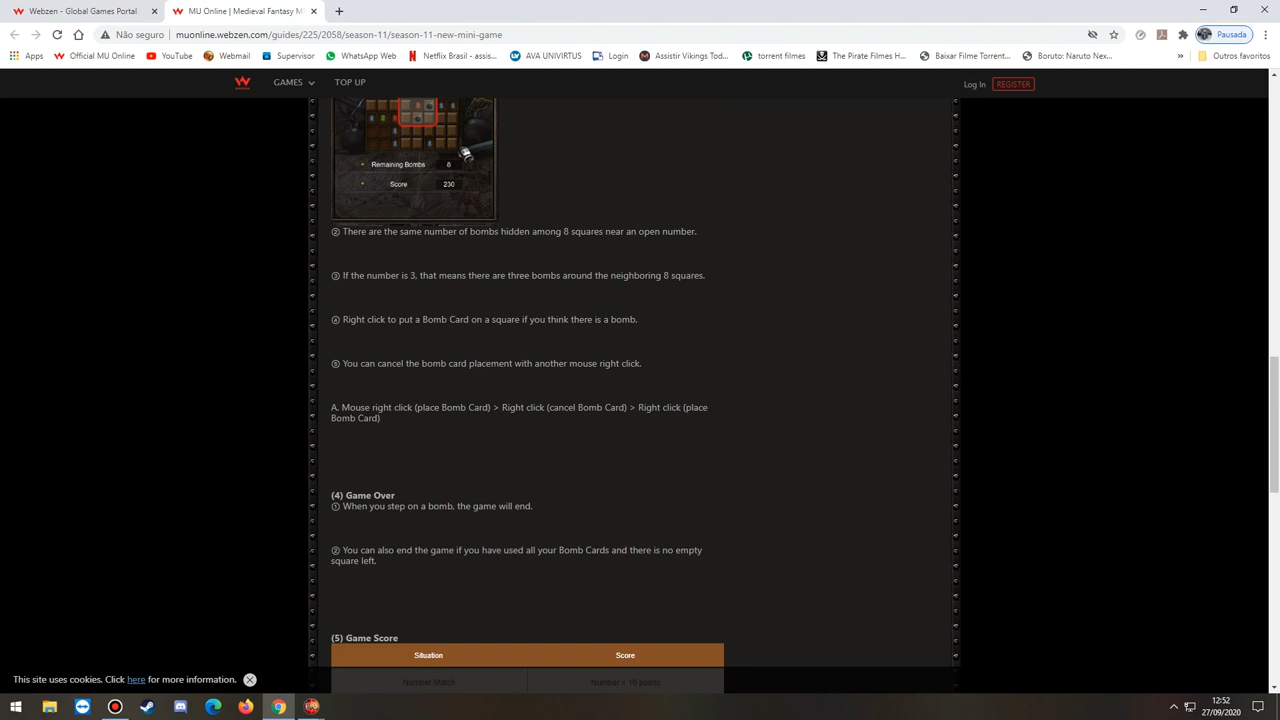 Webzen - Global Games Portal
MU Online | Medieval Fantasy M
Não seguro | muonline.webzen.com/guides/225/2058/season-11/season-11-new-mini-game
Pausada
Apps
Official MU Online
YouTube
Webmail
Supervisor
WhatsApp Web
Netflix Brasil - assis...
AVA UNIVIRTUS
Login
Assistir Vikings Tod...
torrent filmes
The Pirate Filmes H...
Baixar Filme Torrent...
Boruto: Naruto Nex...
»
Outros favoritos
GAMES
TOP UP
Log In
REGISTER
Remaining Bombs 8
Score 230
② There are the same number of bombs hidden among 8 squares near an open number.
③ If the number is 3, that means there are three bombs around the neighboring 8 squares.
④ Right click to put a Bomb Card on a square if you think there is a bomb.
⑤ You can cancel the bomb card placement with another mouse right click.
A. Mouse right click (place Bomb Card) > Right click (cancel Bomb Card) > Right click (place
Bomb Card)
(4) Game Over
① When you step on a bomb, the game will end.
② You can also end the game if you have used all your Bomb Cards and there is no empty
square left.
(5) Game Score
Situation Score
Number Match Number x 10 points
This site uses cookies. Click here for more information.
12:52
27/09/2020